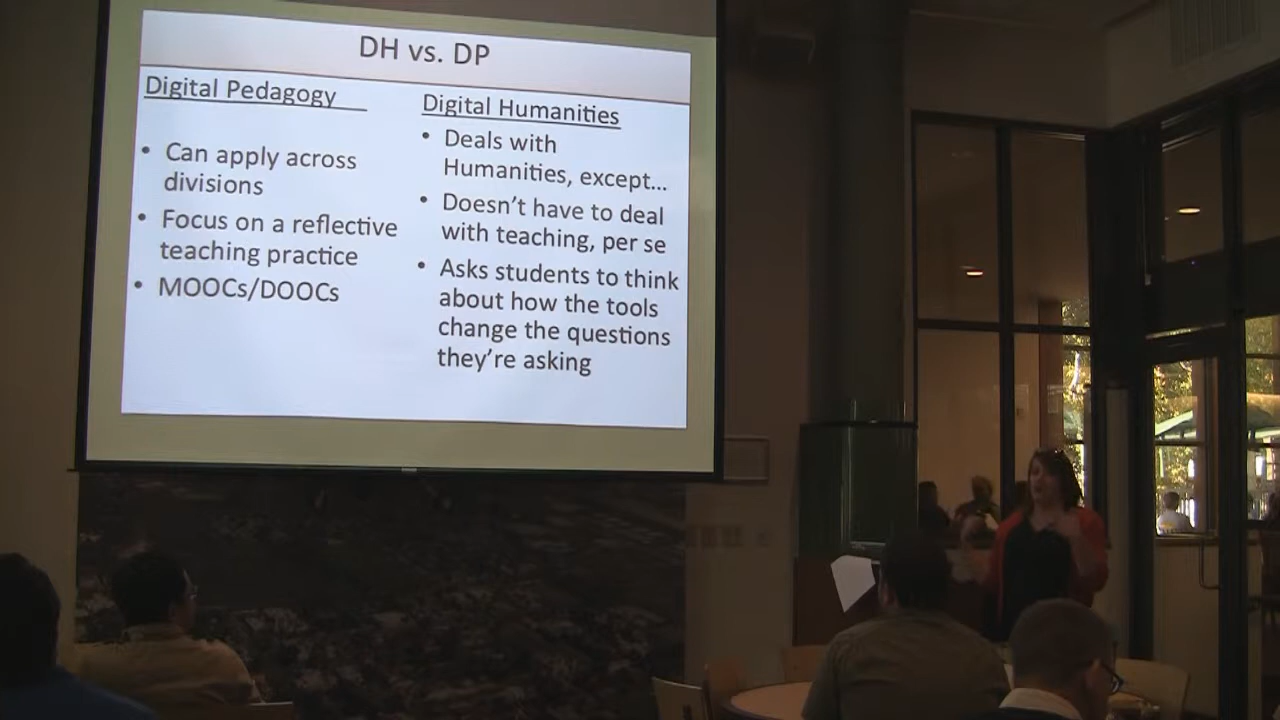 DH vs. DP
Digital Pedagogy
• Can apply across
divisions
• Focus on a reflective
teaching practice
• MOOCs/DOOCs
Digital Humanities
• Deals with
Humanities, except...
• Doesn't have to deal
with teaching, per se
• Asks students to think
about how the tools
change the questions
they're asking